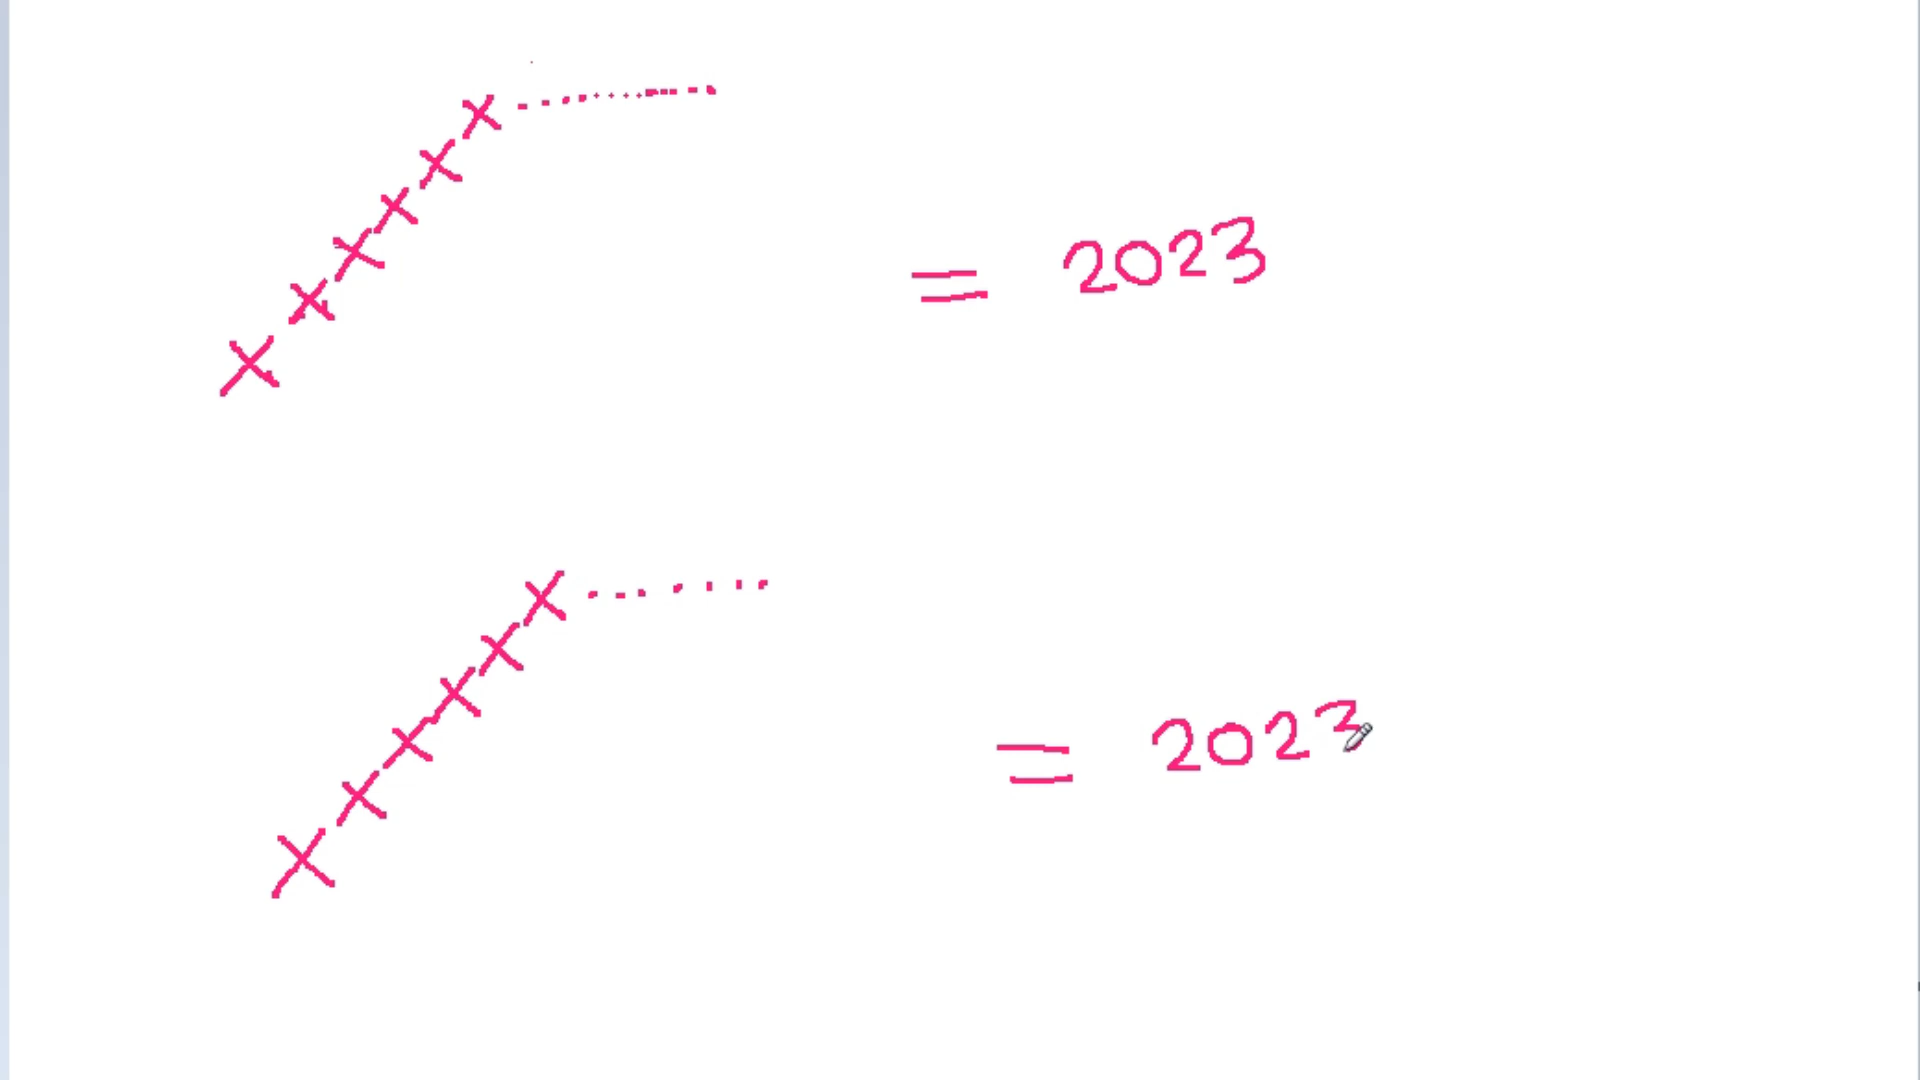 x x x x x x ........... = 2023
x x x x x x ....... = 2023